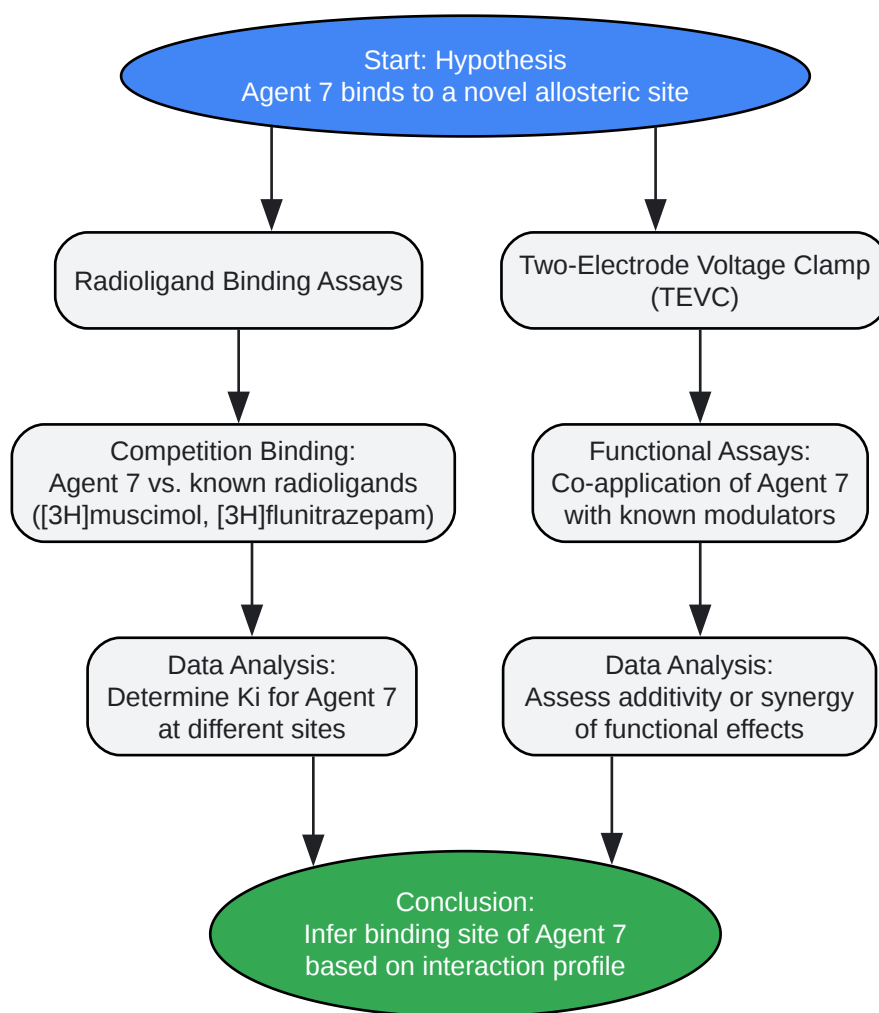 Start: Hypothesis
Agent 7 binds to a novel allosteric site
Radioligand Binding Assays
Two-Electrode Voltage Clamp
(TEVC)
Competition Binding:
Agent 7 vs. known radioligands
([3H]muscimol, [3H]flunitrazepam)
Functional Assays:
Co-application of Agent 7
with known modulators
Data Analysis:
Determine Ki for Agent 7
at different sites
Data Analysis:
Assess additivity or synergy
of functional effects
Conclusion:
Infer binding site of Agent 7
based on interaction profile